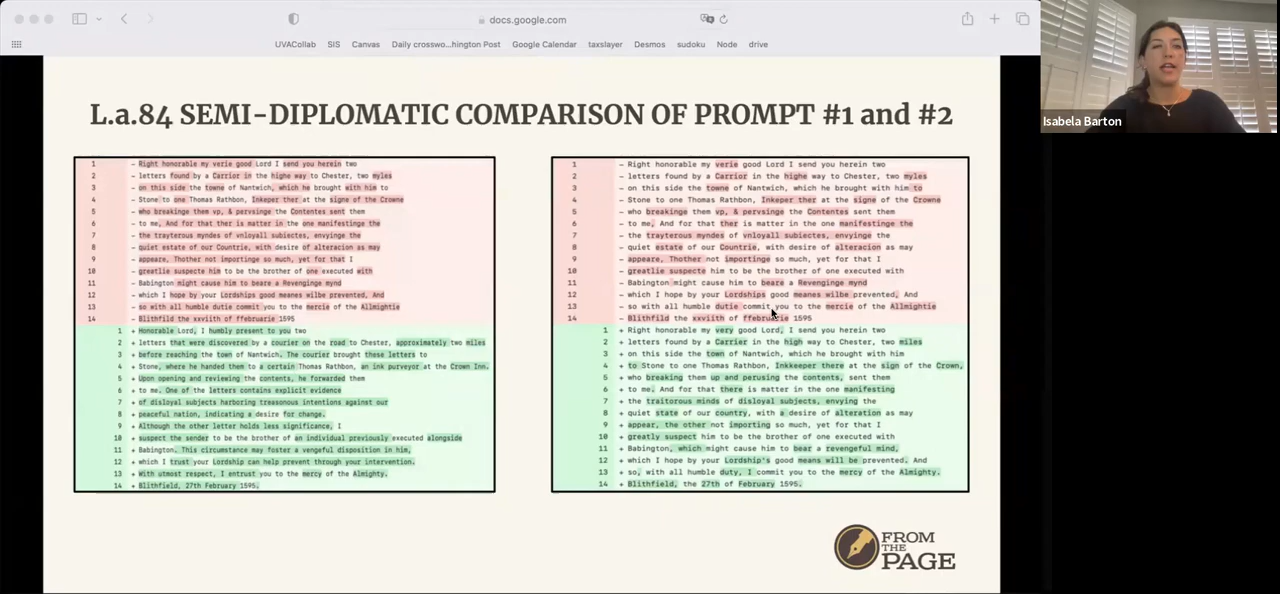 docs.google.com
UVACollab SIS Canvas Daily crosswo...hington Post Google Calendar taxslayer Desmos sudoku Node drive
Isabela Barton
L.a.84 SEMI-DIPLOMATIC COMPARISON OF PROMPT #1 and #2
1 - Right honorable my verie good Lord I send you herein two
2 - letters found by a Carrier in the highe way to Chester, two myles
3 - on this side the towne of Nantwich, which he brought with him to
4 - Stone to one Thomas Rathbon, Inkeper ther at the signe of the Crowne
5 - who breakinge them vp, & pervsinge the Contentes sent them
6 - to me, And for that ther is matter in the one manifestinge the
7 - the trayterous myndes of vnloyall subiectes, envyinge the
8 - quiet estate of our Countrie, with desire of alteracion as may
9 - appeare, Thother not importinge so much, yet for that I
10 - greatlie suspecte him to be the brother of one executed with
11 - Babington might cause him to beare a Revenginge mynd
12 - which I hope by your Lordships good meanes wilbe prevented, And
13 - so with all humble dutie commit you to the mercie of the Allmightie
14 - Blithfild the xxviith of ffebruarie 1595
1 + Honorable Lord, I humbly present to you two
2 + letters that were discovered by a courier on the road to Chester, approximately two miles
3 + before reaching the town of Nantwich. The courier brought these letters to
4 + Stone, where he handed them to a certain Thomas Rathbon, an ink purveyor at the Crown Inn.
5 + Upon opening and reviewing the contents, he forwarded them
6 + to me. One of the letters contains explicit evidence
7 + of disloyal subjects harboring treasonous intentions against our
8 + peaceful nation, indicating a desire for change.
9 + Although the other letter holds less significance, I
10 + suspect the sender to be the brother of an individual previously executed alongside
11 + Babington. This circumstance may foster a vengeful disposition in him,
12 + which I trust your Lordship can help prevent through your intervention.
13 + With utmost respect, I entrust you to the mercy of the Almighty.
14 + Blithfield, 27th February 1595.
1 - Right honorable my verie good Lord I send you herein two
2 - letters found by a Carrier in the highe way to Chester, two myles
3 - on this side the towne of Nantwich, which he brought with him to
4 - Stone to one Thomas Rathbon, Inkeper ther at the signe of the Crowne
5 - who breakinge them vp, & pervsinge the Contentes sent them
6 - to me, And for that ther is matter in the one manifestinge the
7 - the trayterous myndes of vnloyall subiectes, envyinge the
8 - quiet estate of our Countrie, with desire of alteracion as may
9 - appeare, Thother not importinge so much, yet for that I
10 - greatlie suspecte him to be the brother of one executed with
11 - Babington might cause him to beare a Revenginge mynd
12 - which I hope by your Lordships good meanes wilbe prevented, And
13 - so with all humble dutie commit you to the mercie of the Allmightie
14 - Blithfild the xxviith of ffebruarie 1595
1 + Right honorable my very good Lord, I send you herein two
2 + letters found by a Carrier in the high way to Chester, two miles
3 + on this side the town of Nantwich, which he brought with him
4 + to Stone to one Thomas Rathbon, Inkkeeper there at the sign of the Crown,
5 + who breaking them up and perusing the contents, sent them
6 + to me. And for that there is matter in the one manifesting
7 + the traitorous minds of disloyal subjects, envying the
8 + quiet state of our country, with a desire of alteration as may
9 + appear, the other not importing so much, yet for that I
10 + greatly suspect him to be the brother of one executed with
11 + Babington, which might cause him to bear a revengeful mind,
12 + which I hope by your Lordship's good means will be prevented. And
13 + so, with all humble duty, I commit you to the mercy of the Almighty.
14 + Blithfield, the 27th of February 1595.
FROM THE PAGE